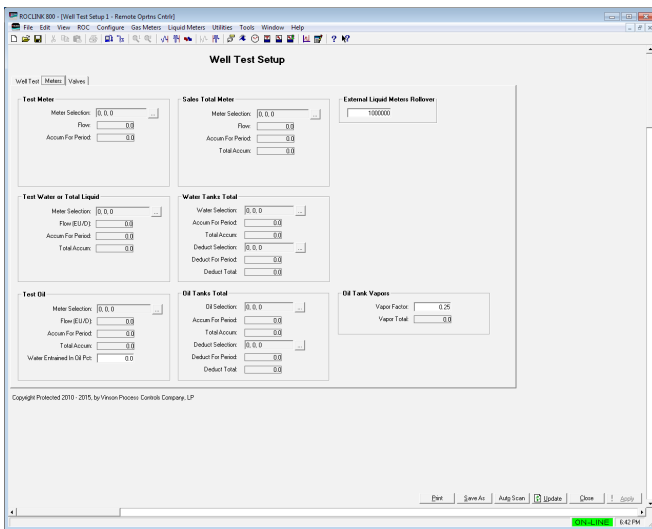 ROCLINK 800 - [Well Test Setup 1 - Remote Oprtns Cntrlr]
File Edit View ROC Configure Gas Meters Liquid Meters Utilities Tools Window Help
Well Test Setup
Well Test Meters Valves
Test Meter
Meter Selection: 0, 0, 0 ...
Flow: 0.0
Accum For Period: 0.0
Sales Total Meter
Meter Selection: 0, 0, 0 ...
Flow: 0.0
Accum For Period: 0.0
Total Accum: 0.0
External Liquid Meters Rollover
1000000
Test Water or Total Liquid
Meter Selection: 0, 0, 0 ...
Flow (EU/D): 0.0
Accum For Period: 0.0
Total Accum: 0.0
Water Tanks Total
Water Selection: 0, 0, 0 ...
Accum For Period: 0.0
Total Accum: 0.0
Deduct Selection: 0, 0, 0 ...
Deduct For Period: 0.0
Deduct Total: 0.0
Test Oil
Meter Selection: 0, 0, 0 ...
Flow (EU/D): 0.0
Accum For Period: 0.0
Total Accum: 0.0
Water Entrained In Oil Pct: 0.0
Oil Tanks Total
Oil Selection: 0, 0, 0 ...
Accum For Period: 0.0
Total Accum: 0.0
Deduct Selection: 0, 0, 0 ...
Deduct For Period: 0.0
Deduct Total: 0.0
Oil Tank Vapors
Vapor Factor: 0.25
Vapor Total: 0.0
Copyright Protected 2010 - 2015, by Vinson Process Controls Company, LP
Print Save As Auto Scan Update Close ! Apply
ON-LINE 6:42 PM